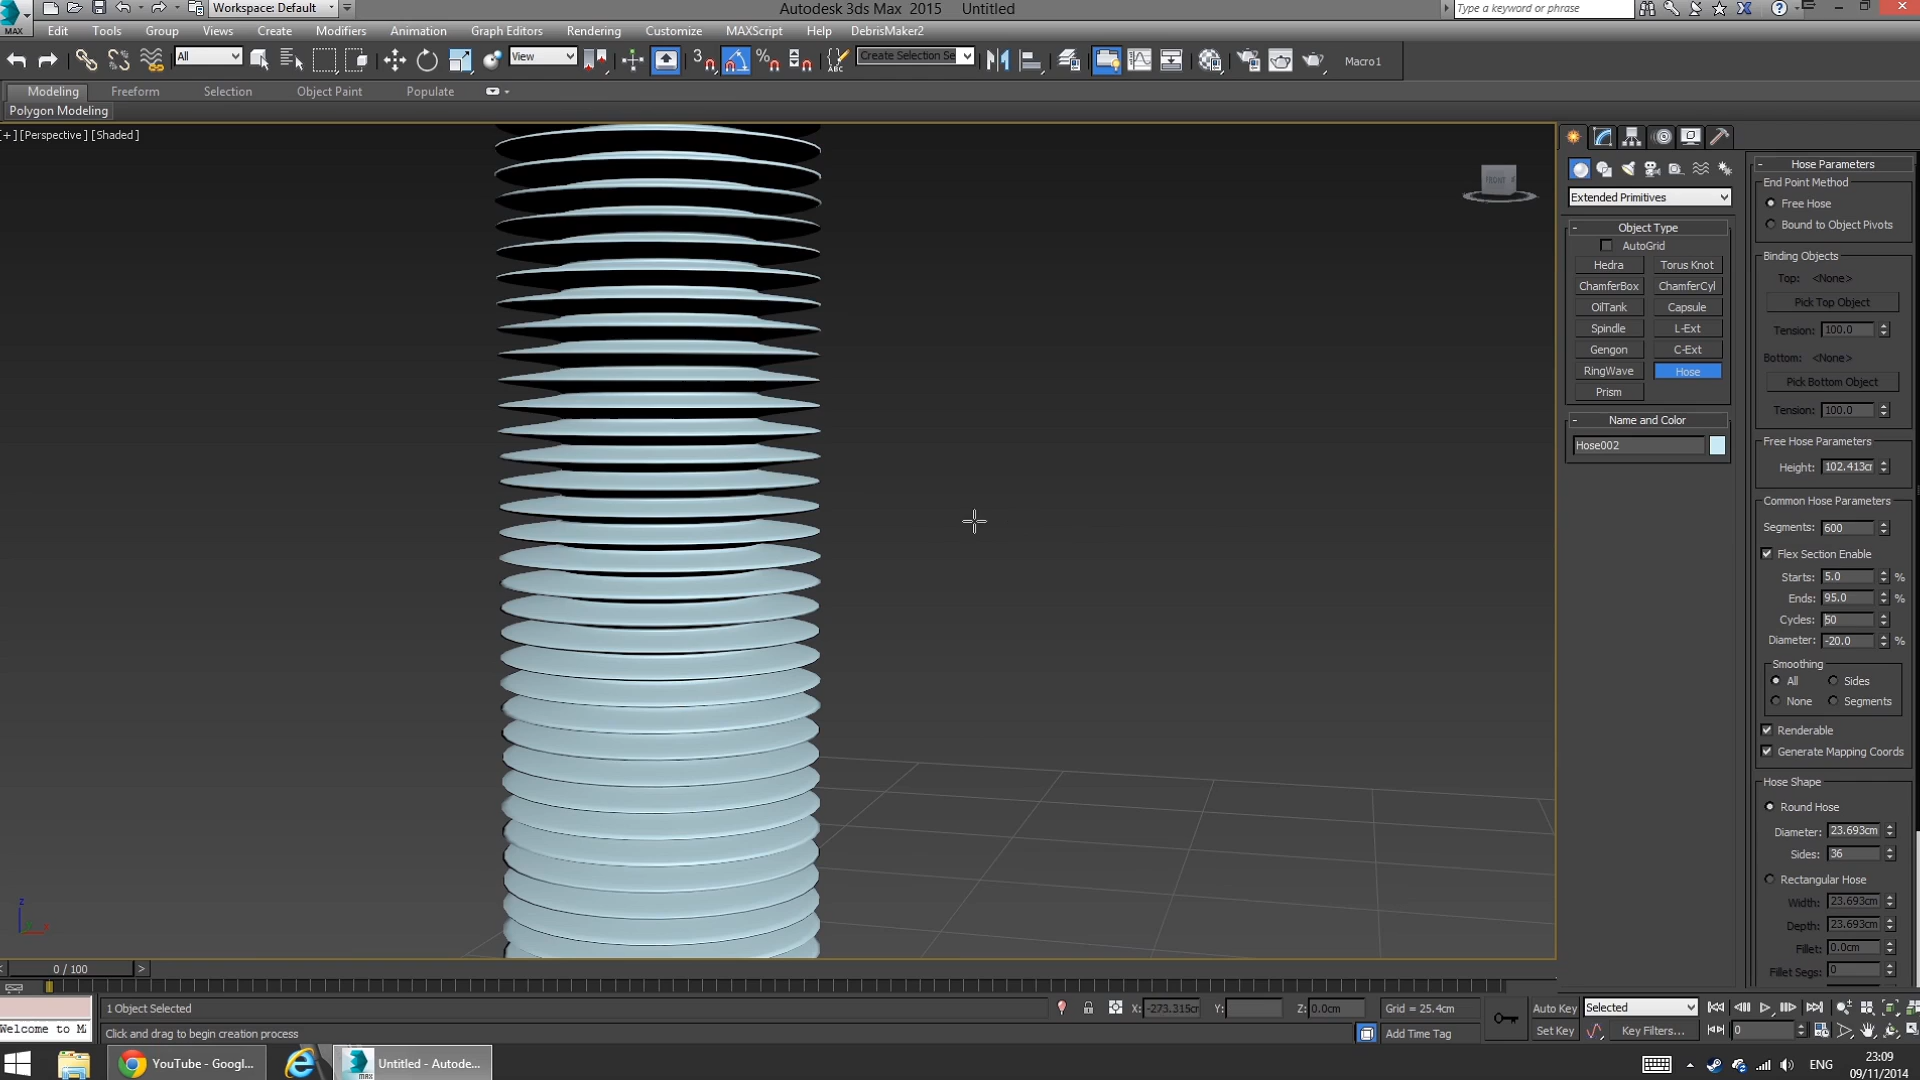 MAX
Workspace: Default
Autodesk 3ds Max 2015 Untitled
Type a keyword or phrase
Edit Tools Group Views Create Modifiers Animation Graph Editors Rendering Customize MAXScript Help DebrisMaker2
All
View
3
ABC
Create Selection Se
Macro1
Modeling Freeform Selection Object Paint Populate
Polygon Modeling
[+] [Perspective] [Shaded]
FRONT
Extended Primitives
- Object Type
AutoGrid
Hedra Torus Knot
ChamferBox ChamferCyl
OilTank Capsule
Spindle L-Ext
Gengon C-Ext
RingWave Hose
Prism
- Name and Color
Hose002
- Hose Parameters
End Point Method
Free Hose
Bound to Object Pivots
Binding Objects
Top: <None>
Pick Top Object
Tension: 100.0
Bottom: <None>
Pick Bottom Object
Tension: 100.0
Free Hose Parameters
Height: 102.413cr
Common Hose Parameters
Segments: 600
Flex Section Enable
Starts: 5.0 %
Ends: 95.0 %
Cycles: 50
Diameter: -20.0 %
Smoothing
All Sides
None Segments
Renderable
Generate Mapping Coords
Hose Shape
Round Hose
Diameter: 23.693cm
Sides: 36
Rectangular Hose
Width: 23.693cm
Depth: 23.693cm
Fillet: 0.0cm
Fillet Segs: 0
z
0 / 100 >
1 Object Selected
X: -273.315cr Y: Z: 0.0cm Grid = 25.4cm
Auto Key Selected
Welcome to M
Click and drag to begin creation process
Add Time Tag
Set Key Key Filters... 0
YouTube - Googl...
MAX
Untitled - Autode...
ENG
23:09
09/11/2014